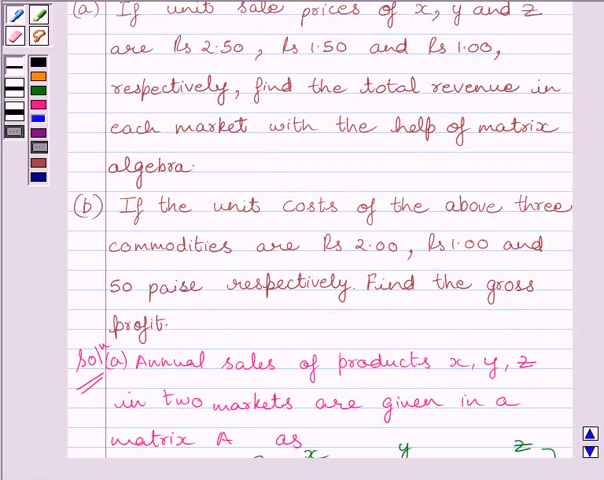 (a) If unit sale prices of x, y and z
are Rs 2.50, Rs 1.50 and Rs 1.00,
respectively, find the total revenue in
each market with the help of matrix
algebra.
(b) If the unit costs of the above three
commodities are Rs 2.00, Rs 1.00 and
50 paise respectively. Find the gross
profit.
Solⁿ (a) Annual sales of products x, y, z
in two markets are given in a
matrix A as
x y z